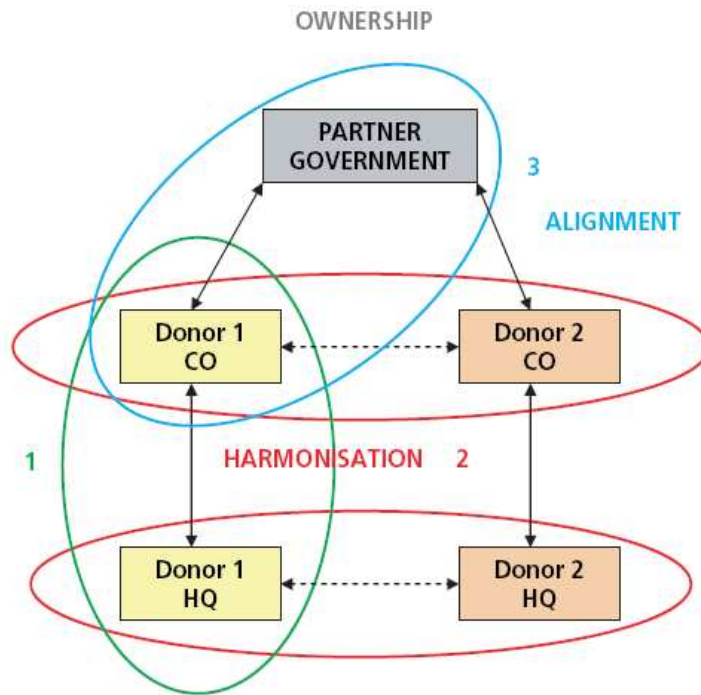 OWNERSHIP
PARTNER
GOVERNMENT
3
ALIGNMENT
Donor 1
CO
Donor 2
CO
1
HARMONISATION 2
Donor 1
HQ
Donor 2
HQ